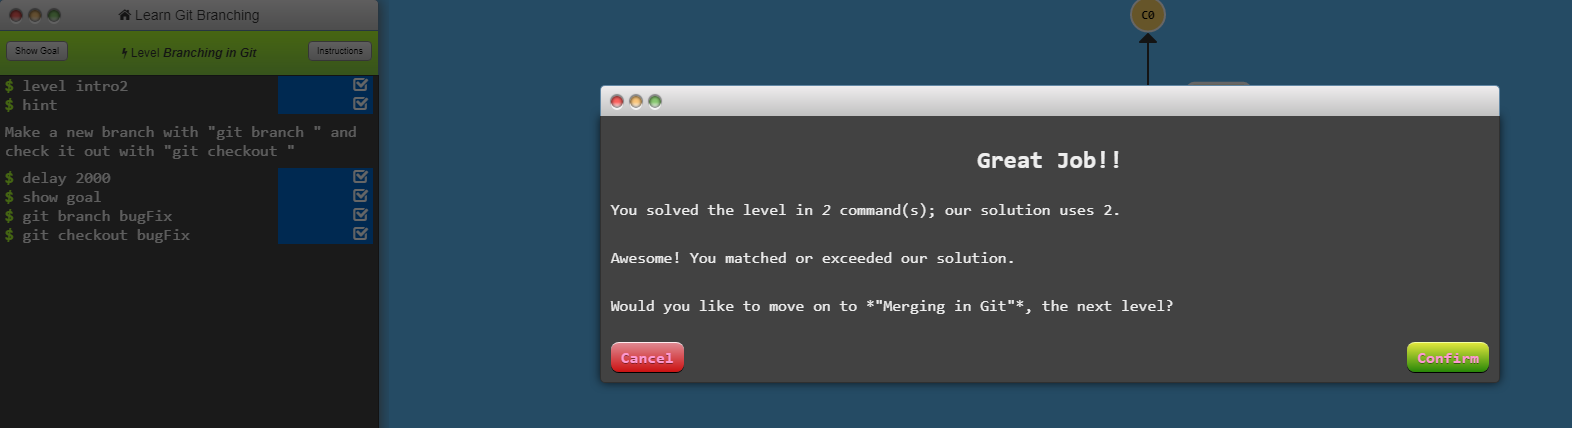 Learn Git Branching
Show Goal
Level Branching in Git
Instructions
$ level intro2
$ hint
Make a new branch with "git branch " and
check it out with "git checkout "
$ delay 2000
$ show goal
$ git branch bugFix
$ git checkout bugFix
C0
Great Job!!
You solved the level in 2 command(s); our solution uses 2.
Awesome! You matched or exceeded our solution.
Would you like to move on to *"Merging in Git"*, the next level?
Cancel
Confirm